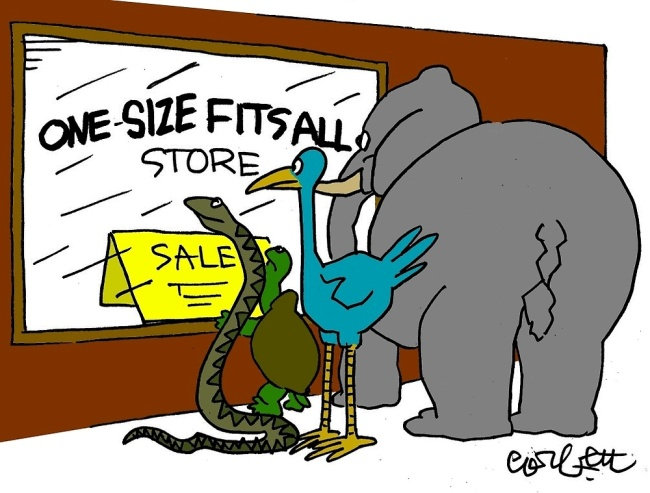 ONE-SIZE FITS ALL
STORE
SALE
corbett